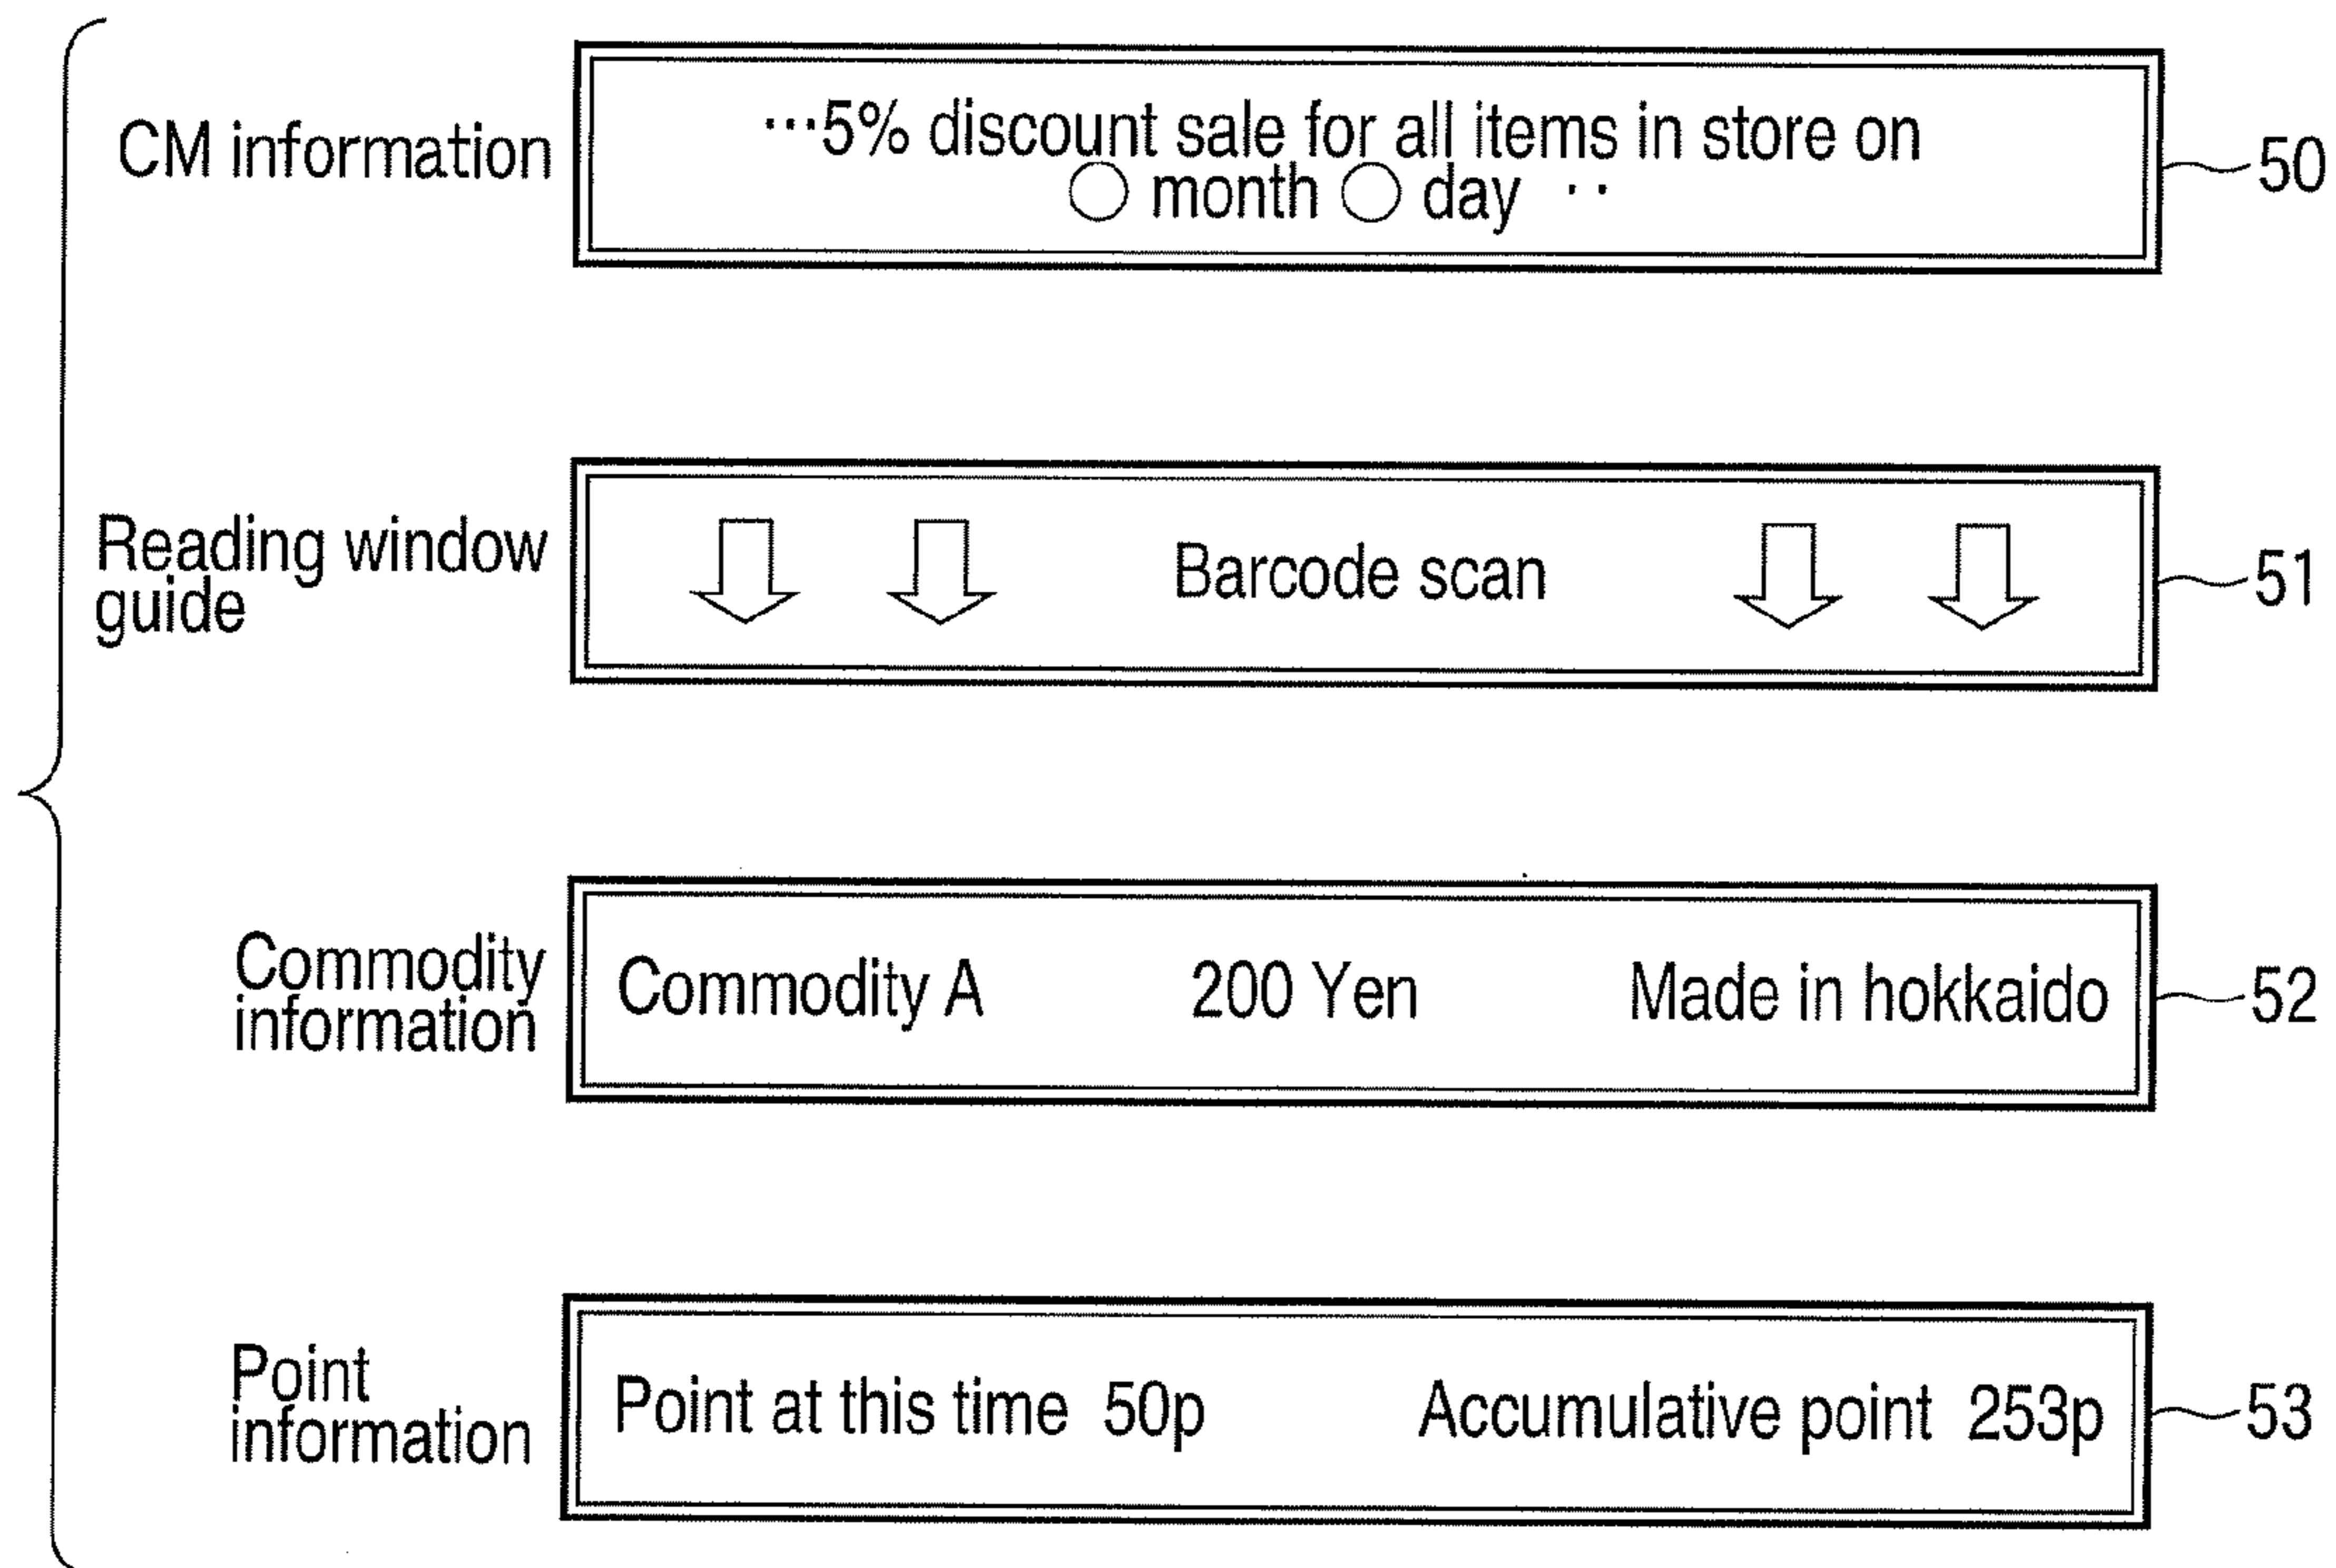 CM information
···5% discount sale for all items in store on
○ month ○ day ··
50
Reading window
guide
Barcode scan
51
Commodity
information
Commodity A 200 Yen Made in hokkaido
52
Point
information
Point at this time 50p Accumulative point 253p
53